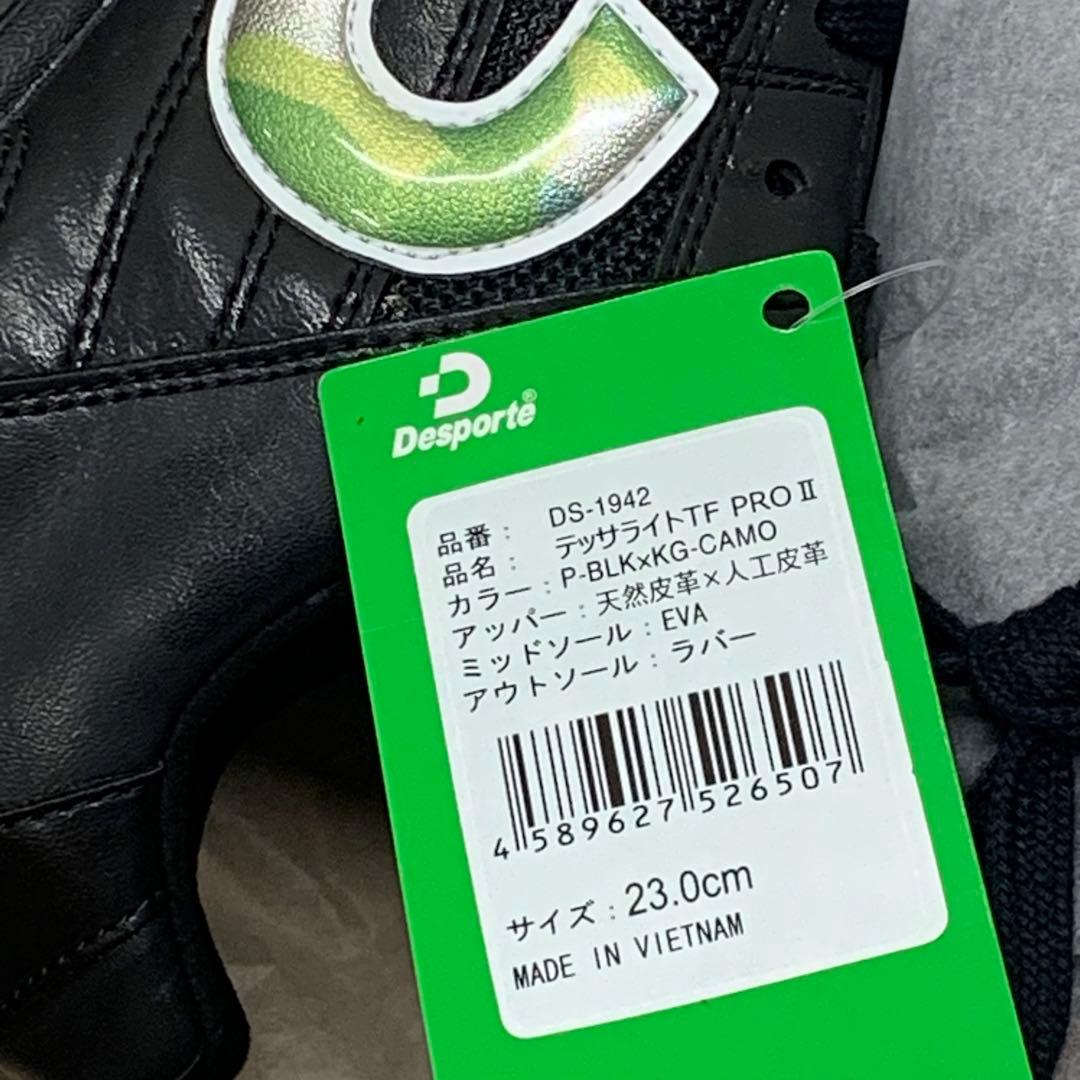 Desporte®
品番： DS-1942
品名： テッサライトTF PRO Ⅱ
カラー：P-BLK×KG-CAMO
アッパー：天然皮革×人工皮革
ミッドソール：EVA
アウトソール：ラバー
4 589627 526507
サイズ：23.0cm
MADE IN VIETNAM